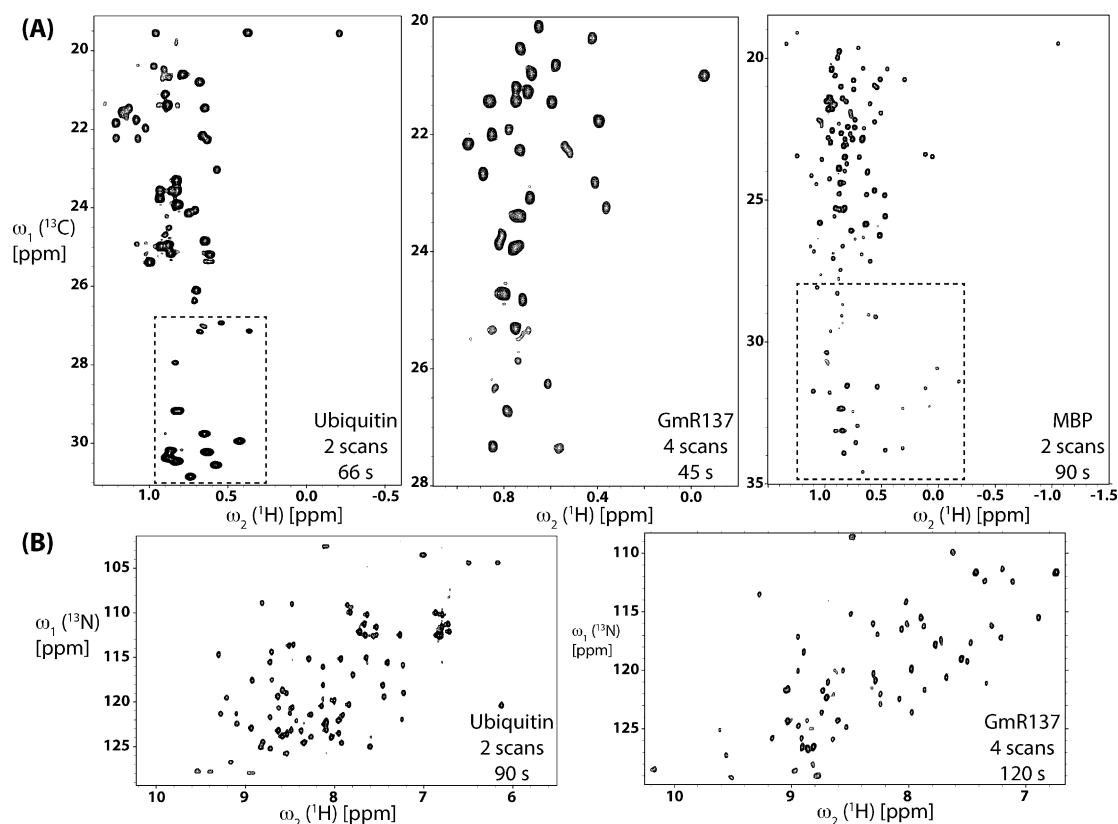 (A)
20
22
24
26
28
30
ω₁ (¹³C)
[ppm]
1.0
0.5
0.0
-0.5
ω₂ (¹H) [ppm]
Ubiquitin
2 scans
66 s
20
22
24
26
28
0.8
0.4
0.0
ω₂ (¹H) [ppm]
GmR137
4 scans
45 s
20
25
30
35
1.0
0.5
0.0
-0.5
-1.0
-1.5
ω₂ (¹H) [ppm]
MBP
2 scans
90 s
(B)
105
110
115
120
125
ω₁ (¹³N)
[ppm]
10
9
8
7
6
ω₂ (¹H) [ppm]
Ubiquitin
2 scans
90 s
110
115
120
125
ω₁ (¹³N)
[ppm]
10
9
8
7
ω₂ (¹H) [ppm]
GmR137
4 scans
120 s